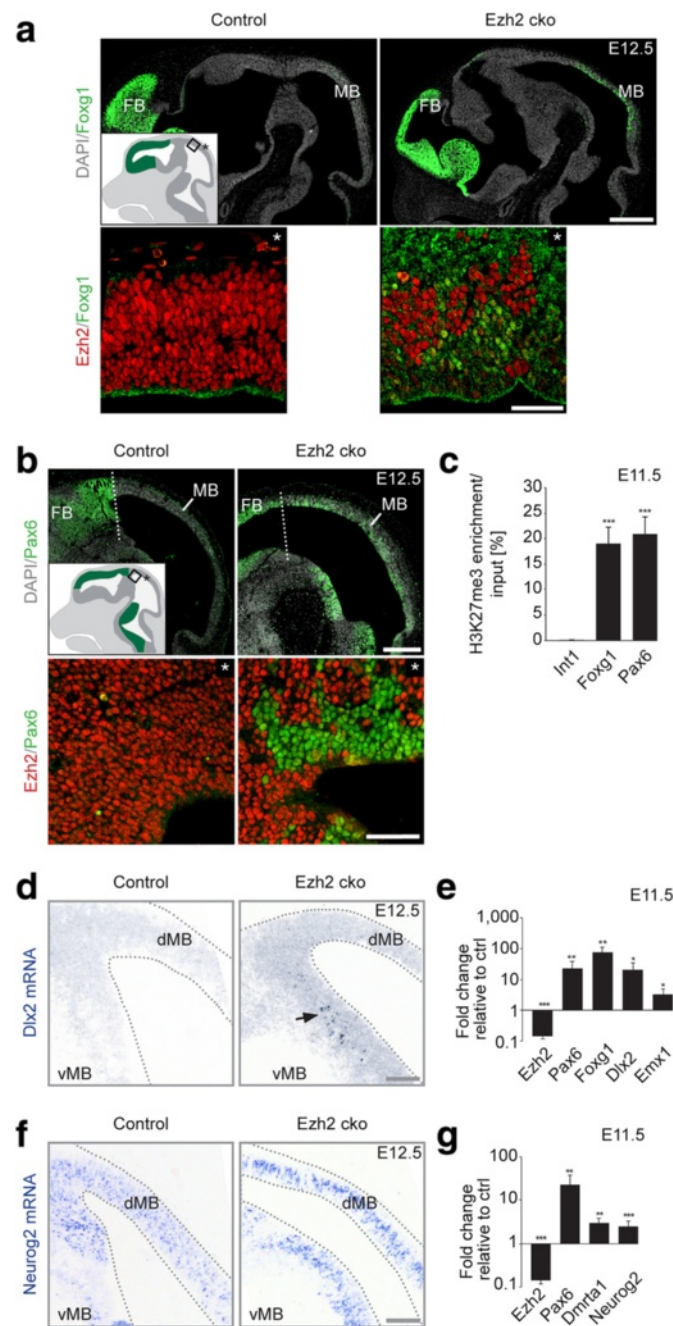 a
Control
Ezh2 cko
E12.5
FB
MB
FB
MB
DAPI/Foxg1
*
*
*
Ezh2/Foxg1
b
Control
Ezh2 cko
E12.5
FB
MB
MB
DAPI/Pax6
*
*
*
Ezh2/Pax6
c
E11.5
H3K27me3 enrichment/
input [%]
30
25
20
15
10
5
0
***
***
Int1
Foxg1
Pax6
d
Control
Ezh2 cko
E12.5
dMB
dMB
vMB
vMB
Dlx2 mRNA
e
E11.5
Fold change
relative to ctrl
1,000
100
10
1
0.1
***
**
**
*
*
Ezh2
Pax6
Foxg1
Dlx2
Emx1
f
Control
Ezh2 cko
E12.5
dMB
dMB
vMB
vMB
Neurog2 mRNA
g
E11.5
Fold change
relative to ctrl
100
10
1
0.1
***
**
**
***
Ezh2
Pax6
Dmrta1
Neurog2